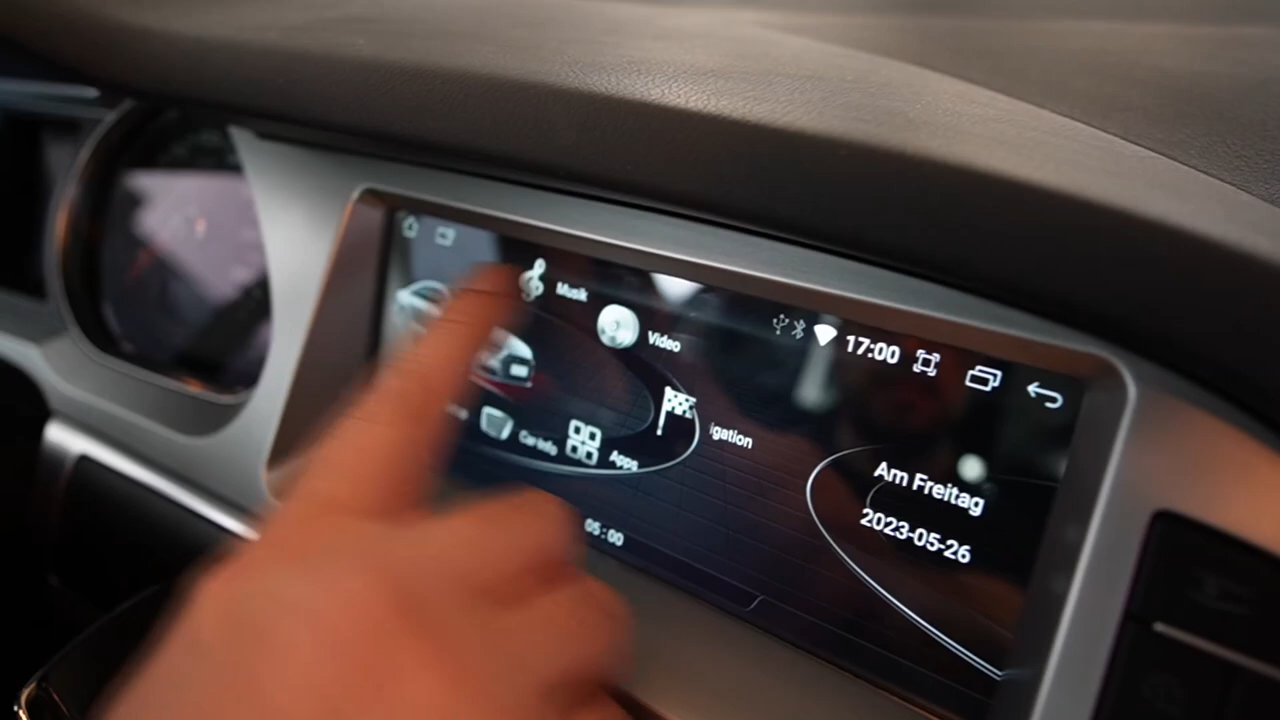 Musik
Video
17:00
igation
Car Info
Apps
Am Freitag
2023-05-26
05:00